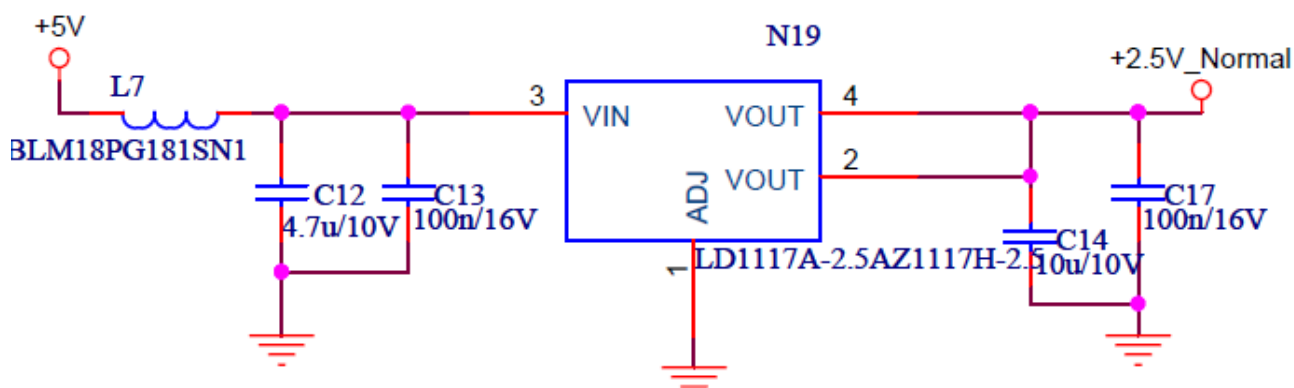 +5V
L7
BLM18PG181SN1
C12
4.7u/10V
C13
100n/16V
N19
3
VIN
VOUT
4
VOUT
2
ADJ
1
LD1117A-2.5AZ1117H-2.5
+2.5V_Normal
C17
100n/16V
C14
10u/10V